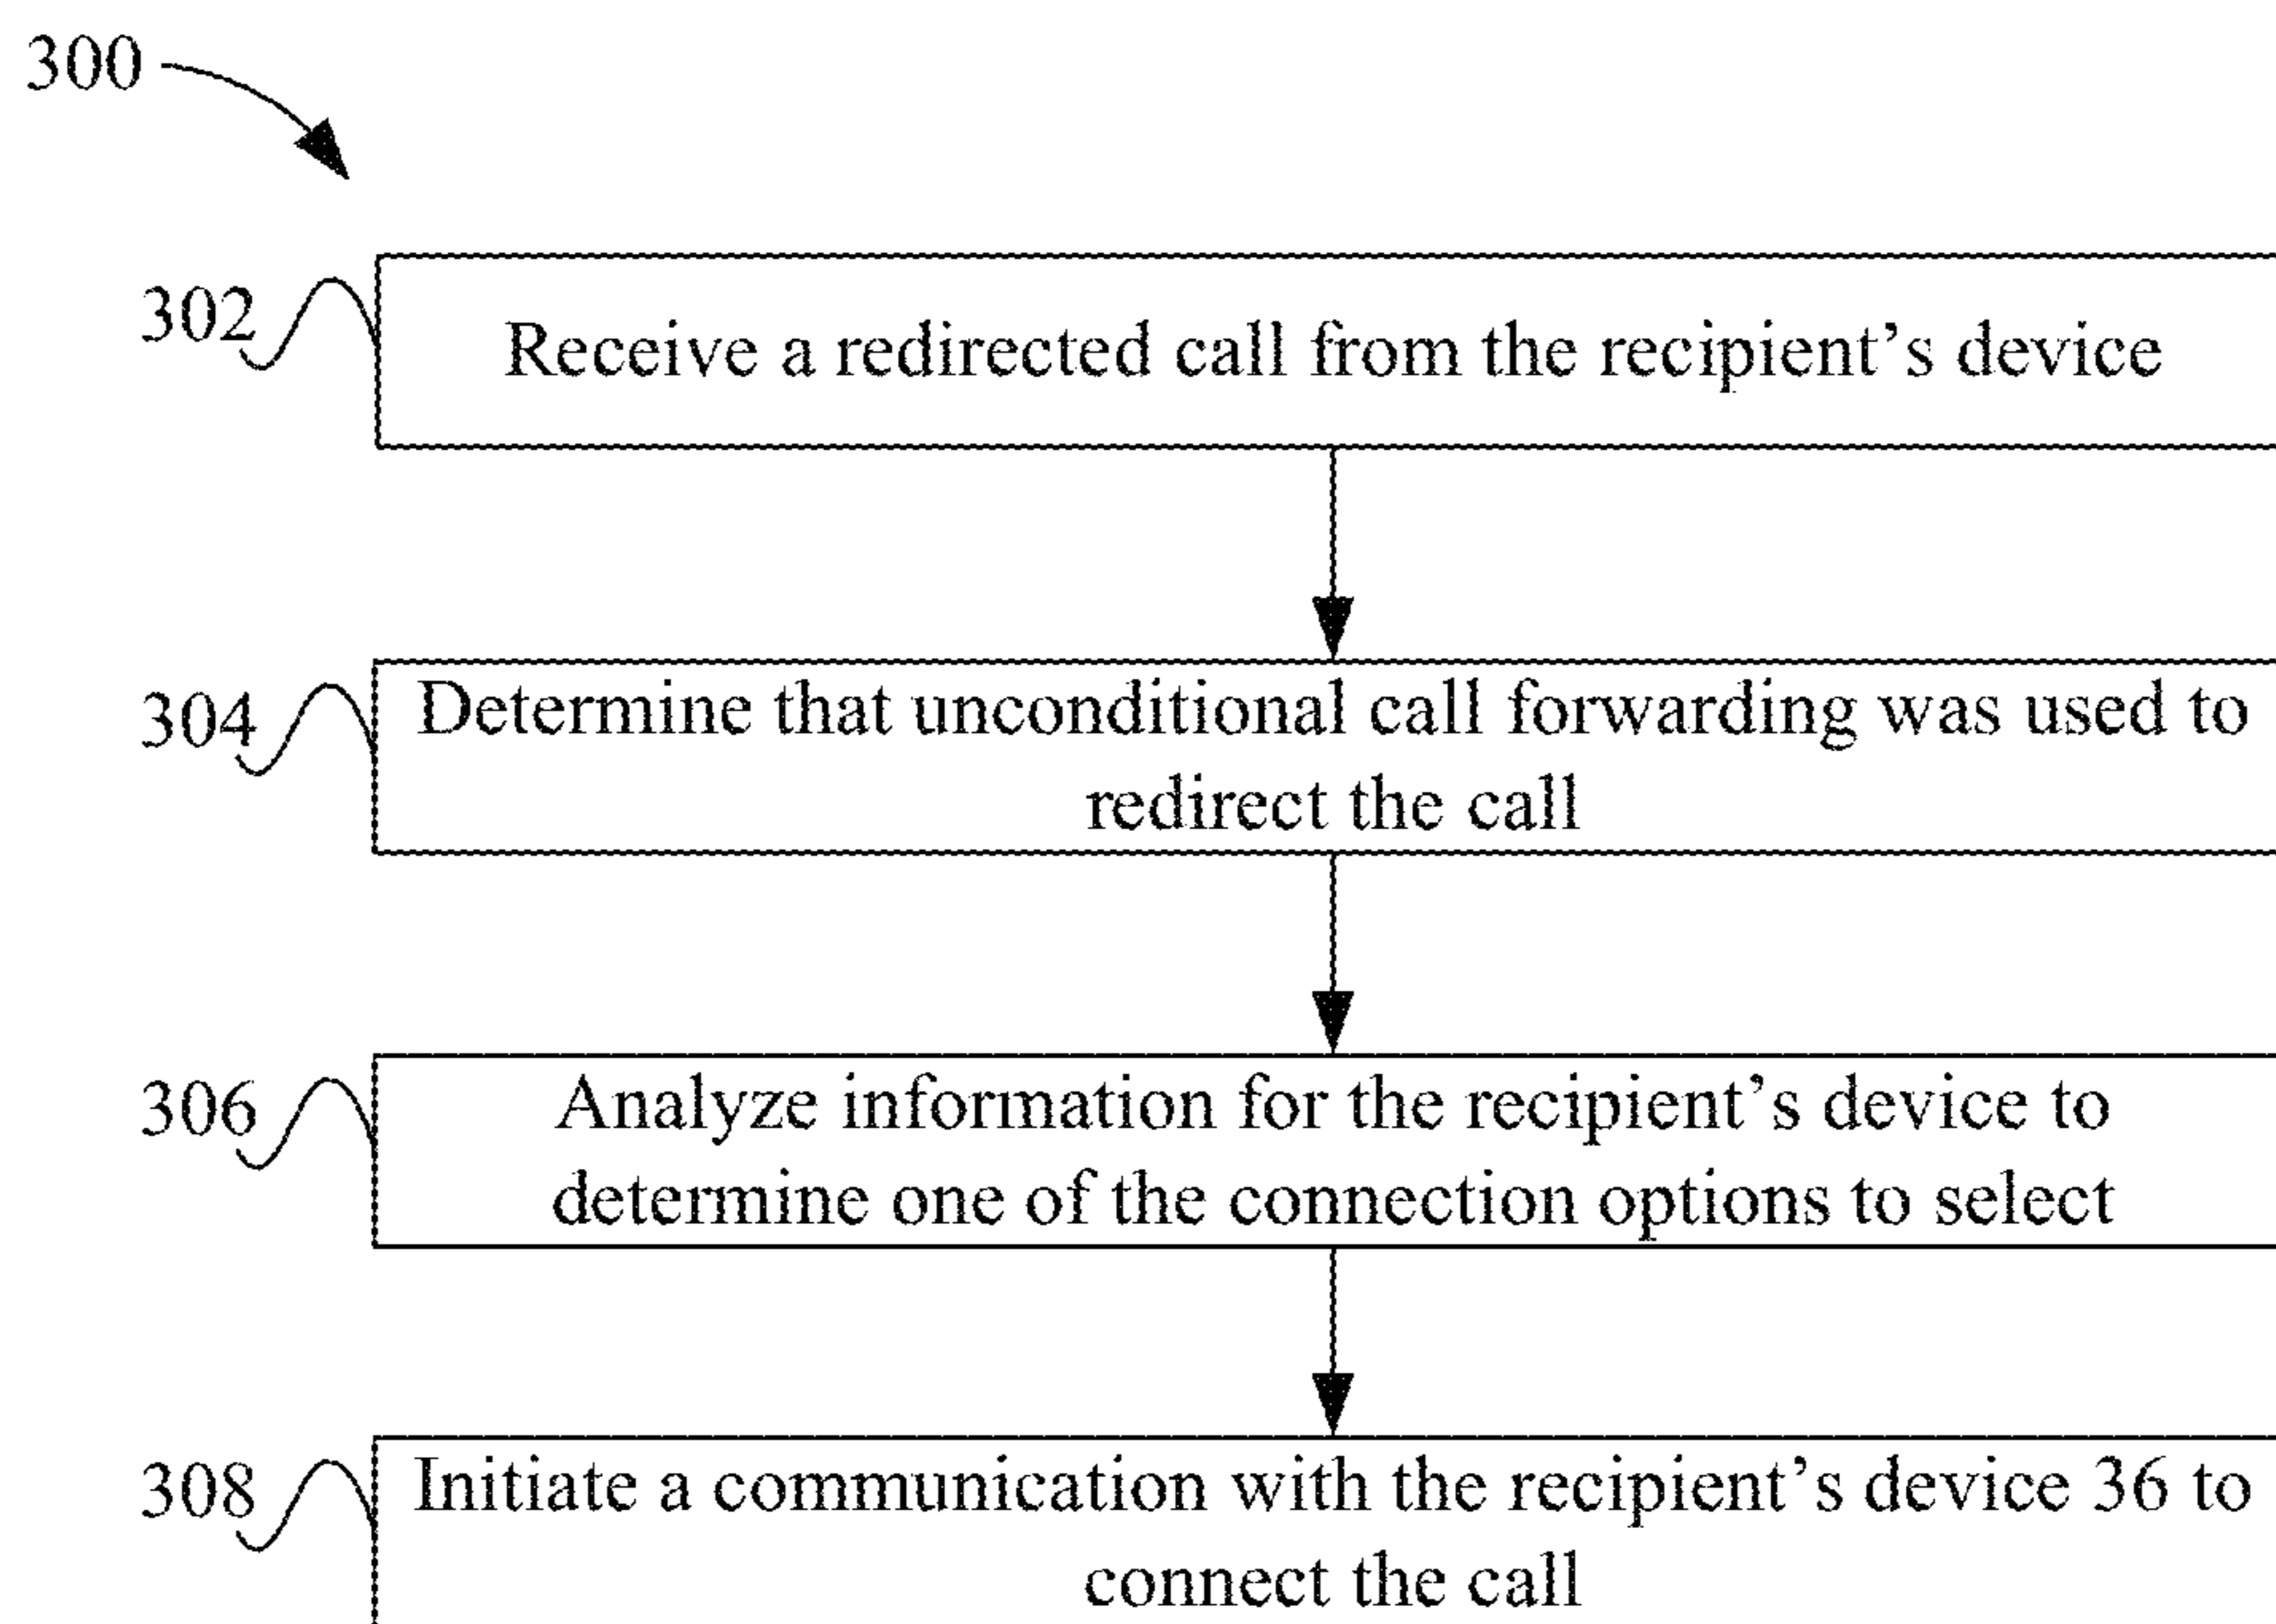 300
302
Receive a redirected call from the recipient’s device
304
Determine that unconditional call forwarding was used to
redirect the call
306
Analyze information for the recipient’s device to
determine one of the connection options to select
308
Initiate a communication with the recipient’s device 36 to
connect the call